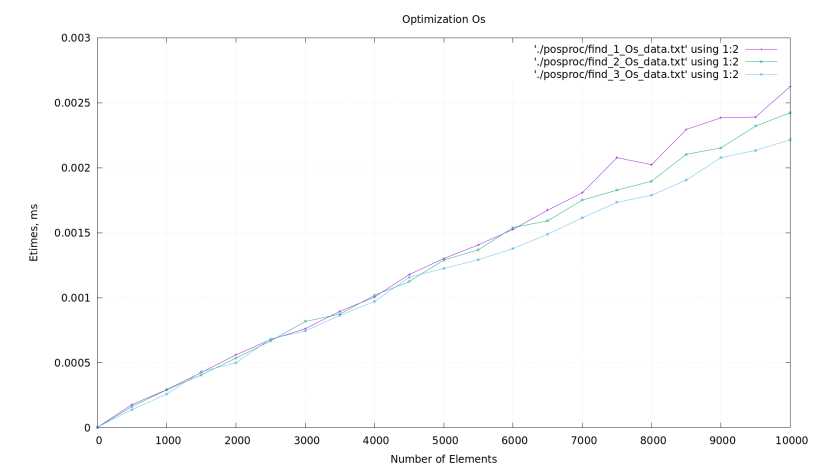 Optimization Os
'./posproc/find_1_Os_data.txt' using 1:2
'./posproc/find_2_Os_data.txt' using 1:2
'./posproc/find_3_Os_data.txt' using 1:2
0.003
0.0025
0.002
0.0015
0.001
0.0005
0
Etimes, ms
0 1000 2000 3000 4000 5000 6000 7000 8000 9000 10000
Number of Elements